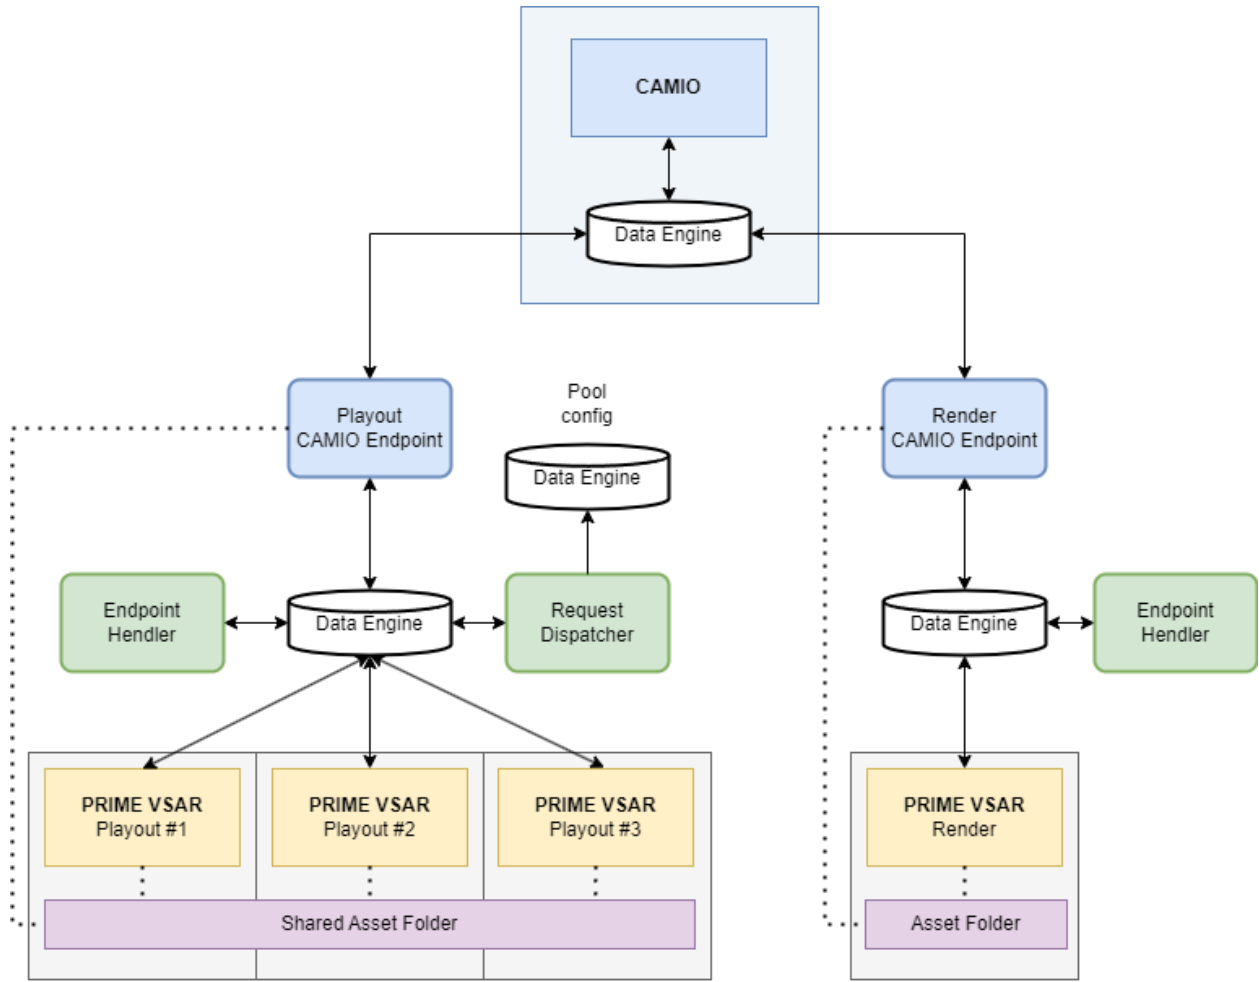 CAMIO
Data Engine
Playout
CAMIO Endpoint
Pool
config
Data Engine
Render
CAMIO Endpoint
Endpoint
Hendler
Data Engine
Request
Dispatcher
Data Engine
Endpoint
Hendler
PRIME VSAR
Playout #1
PRIME VSAR
Playout #2
PRIME VSAR
Playout #3
PRIME VSAR
Render
Shared Asset Folder
Asset Folder